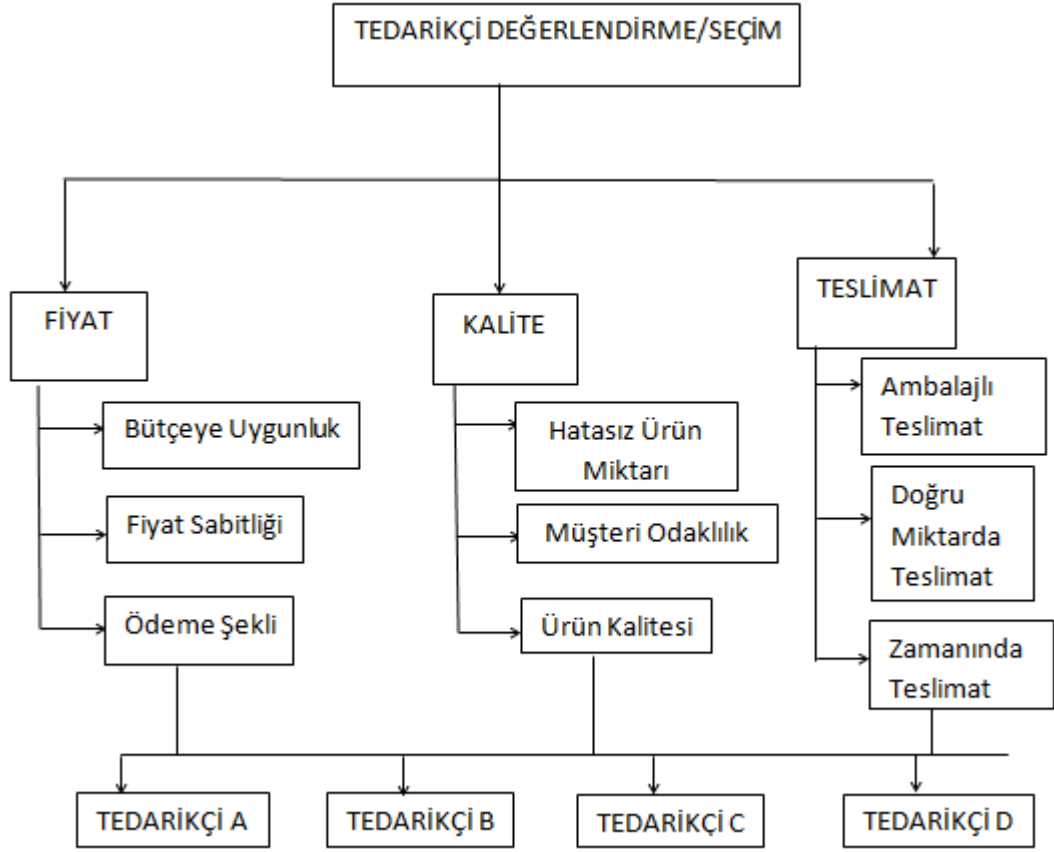 TEDARİKÇİ DEĞERLENDİRME/SEÇİM
FİYAT
KALİTE
TESLİMAT
Bütçeye Uygunluk
Fiyat Sabitliği
Ödeme Şekli
Hatasız Ürün
Miktarı
Müşteri Odaklılık
Ürün Kalitesi
Ambalajlı
Teslimat
Doğru
Miktarda
Teslimat
Zamanında
Teslimat
TEDARİKÇİ A
TEDARİKÇİ B
TEDARİKÇİ C
TEDARİKÇİ D